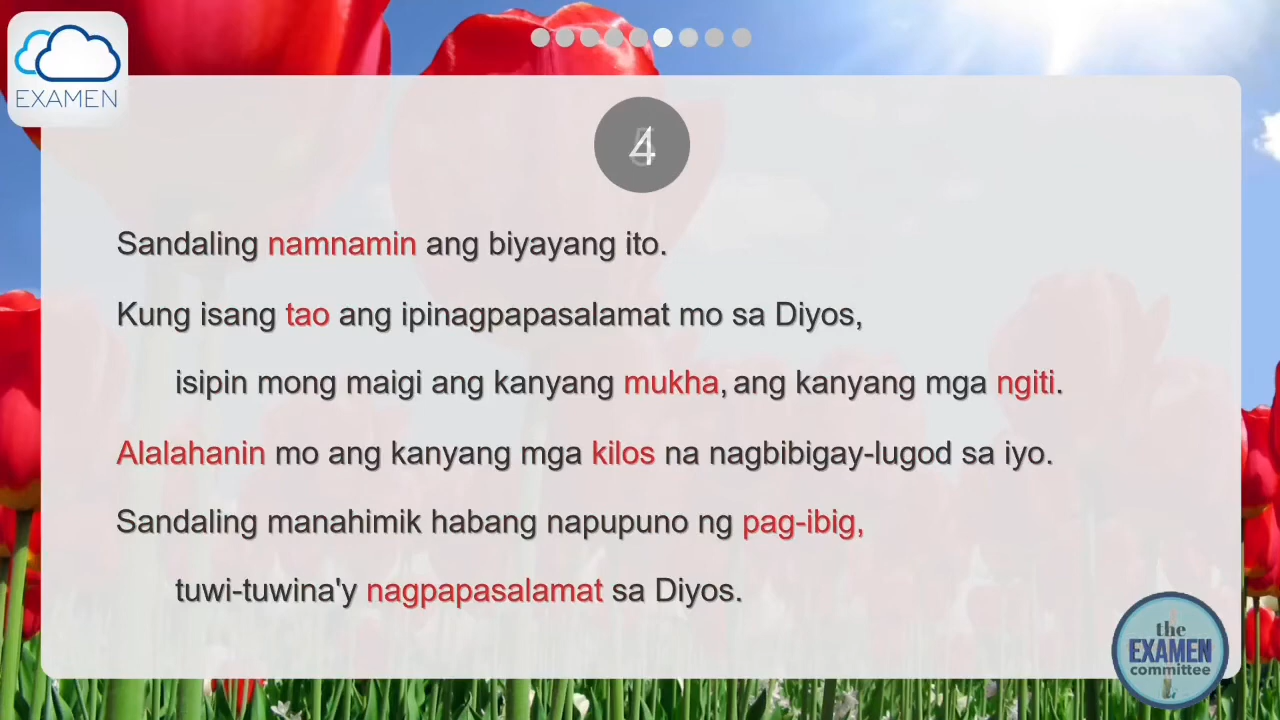 EXAMEN
4
Sandaling namnamin ang biyayang ito.
Kung isang tao ang ipinagpapasalamat mo sa Diyos,
isipin mong maigi ang kanyang mukha, ang kanyang mga ngiti.
Alalahanin mo ang kanyang mga kilos na nagbibigay-lugod sa iyo.
Sandaling manahimik habang napupuno ng pag-ibig,
tuwi-tuwina'y nagpapasalamat sa Diyos.
the
EXAMEN
committee